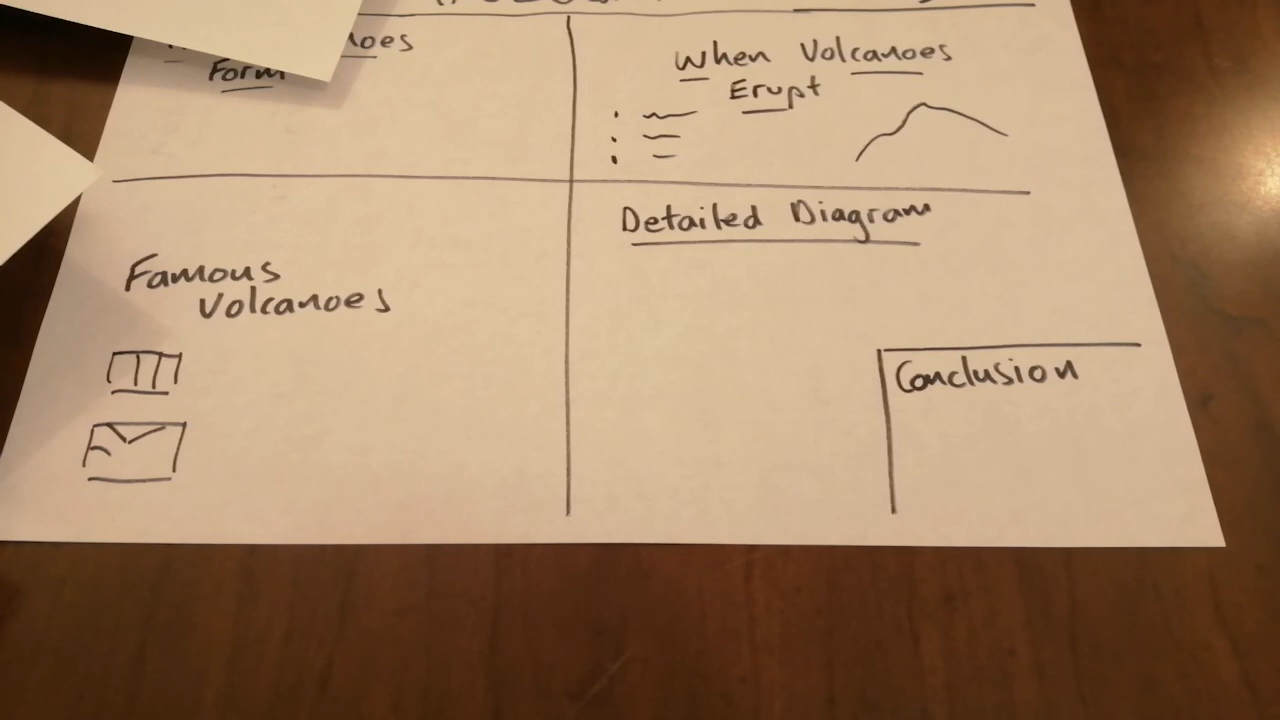 Form
When Volcanoes
Erupt
Famous
Volcanoes
Detailed Diagram
Conclusion